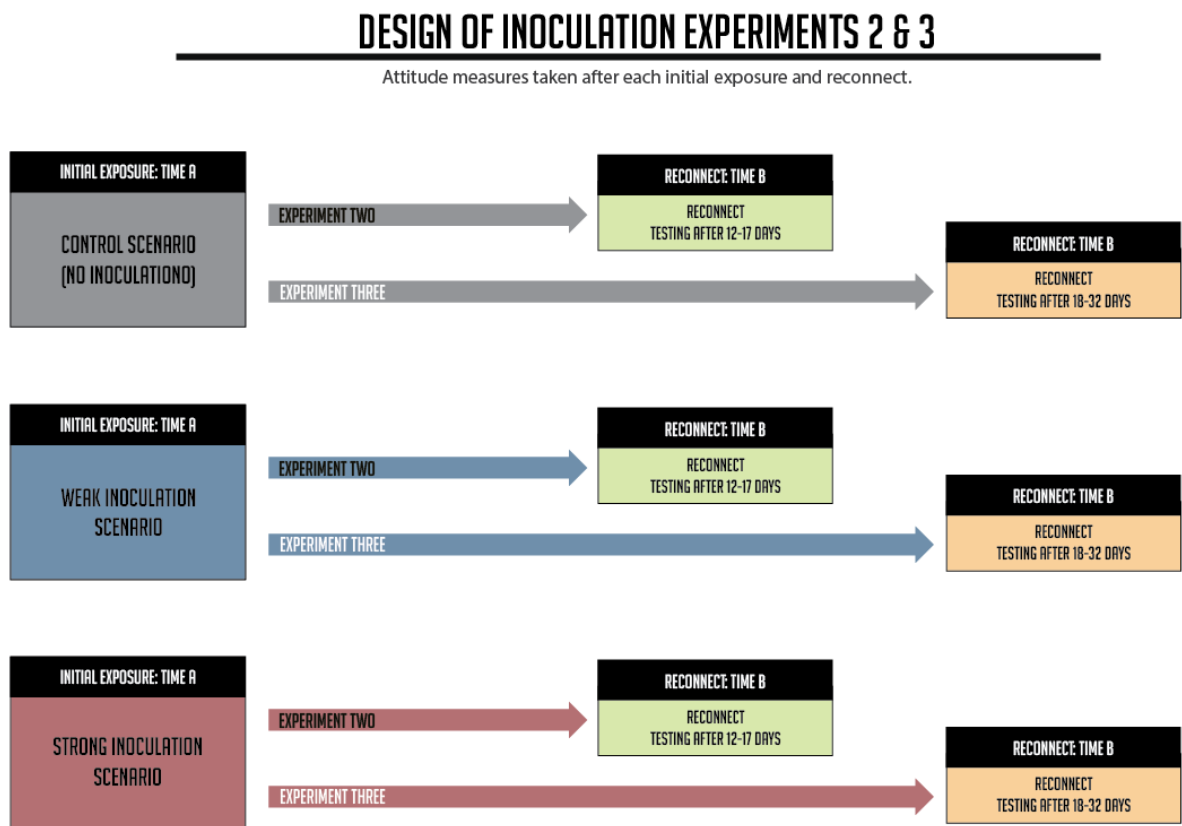 DESIGN OF INOCULATION EXPERIMENTS 2 & 3
Attitude measures taken after each initial exposure and reconnect.
INITIAL EXPOSURE: TIME A
CONTROL SCENARIO
(NO INOCULATIONO)
EXPERIMENT TWO
EXPERIMENT THREE
RECONNECT: TIME B
RECONNECT
TESTING AFTER 12-17 DAYS
RECONNECT: TIME B
RECONNECT
TESTING AFTER 18-32 DAYS
INITIAL EXPOSURE: TIME A
WEAK INOCULATION
SCENARIO
EXPERIMENT TWO
EXPERIMENT THREE
RECONNECT: TIME B
RECONNECT
TESTING AFTER 12-17 DAYS
RECONNECT: TIME B
RECONNECT
TESTING AFTER 18-32 DAYS
INITIAL EXPOSURE: TIME A
STRONG INOCULATION
SCENARIO
EXPERIMENT TWO
EXPERIMENT THREE
RECONNECT: TIME B
RECONNECT
TESTING AFTER 12-17 DAYS
RECONNECT: TIME B
RECONNECT
TESTING AFTER 18-32 DAYS